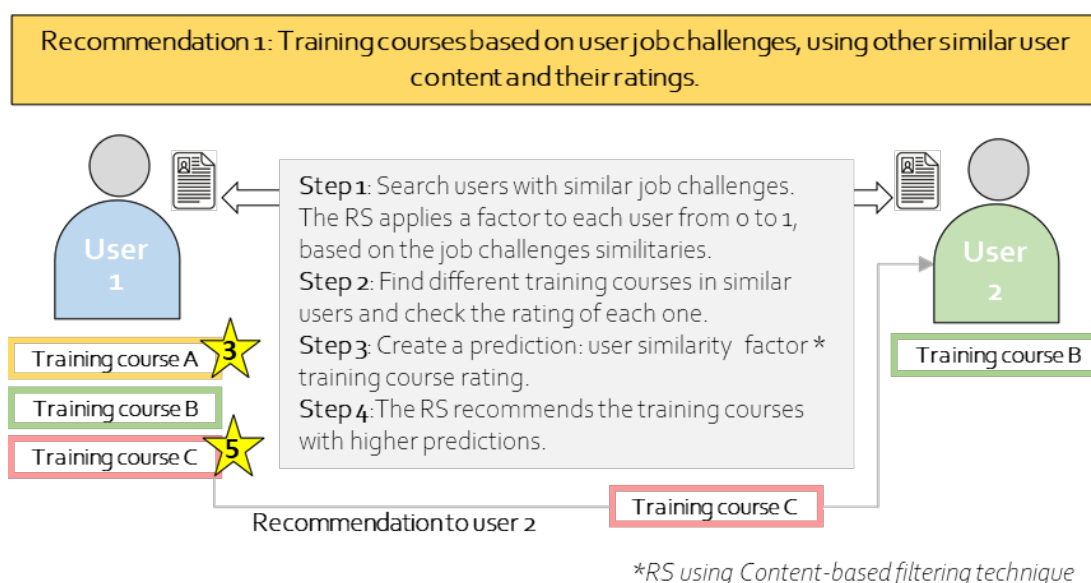 Recommendation 1: Training courses based on user job challenges, using other similar user
content and their ratings.
Step 1: Search users with similar job challenges.
The RS applies a factor to each user from 0 to 1,
based on the job challenges similitaries.
Step 2: Find different training courses in similar
users and check the rating of each one.
Step 3: Create a prediction: user similarity factor *
training course rating.
Step 4:The RS recommends the training courses
with higher predictions.
User
1
User
2
Training course A
3
Training course B
Training course C
5
Training course B
Training course C
Recommendation to user 2
*RS using Content-based filtering technique